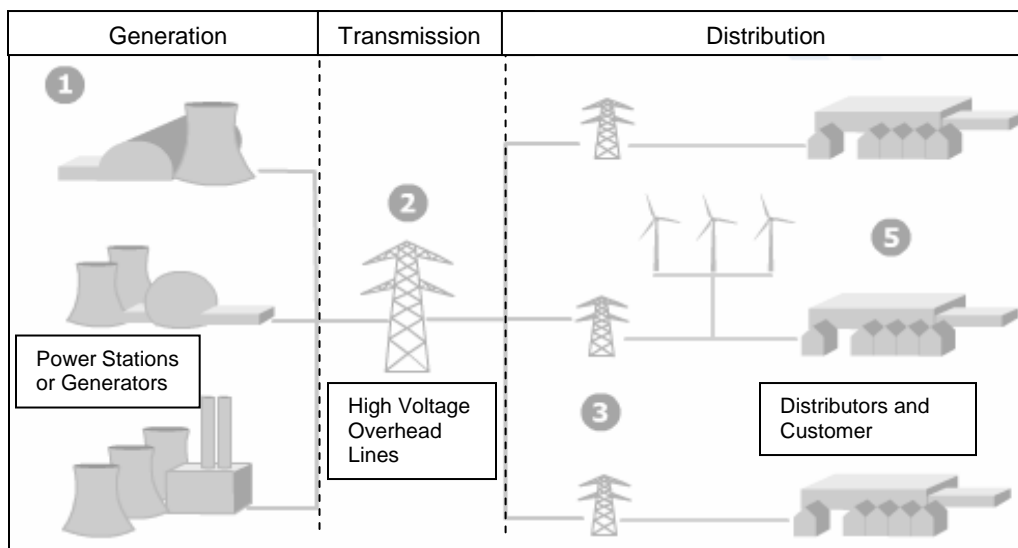 Generation
Transmission
Distribution
1
2
5
Power Stations
or Generators
High Voltage
Overhead
Lines
3
Distributors and
Customer